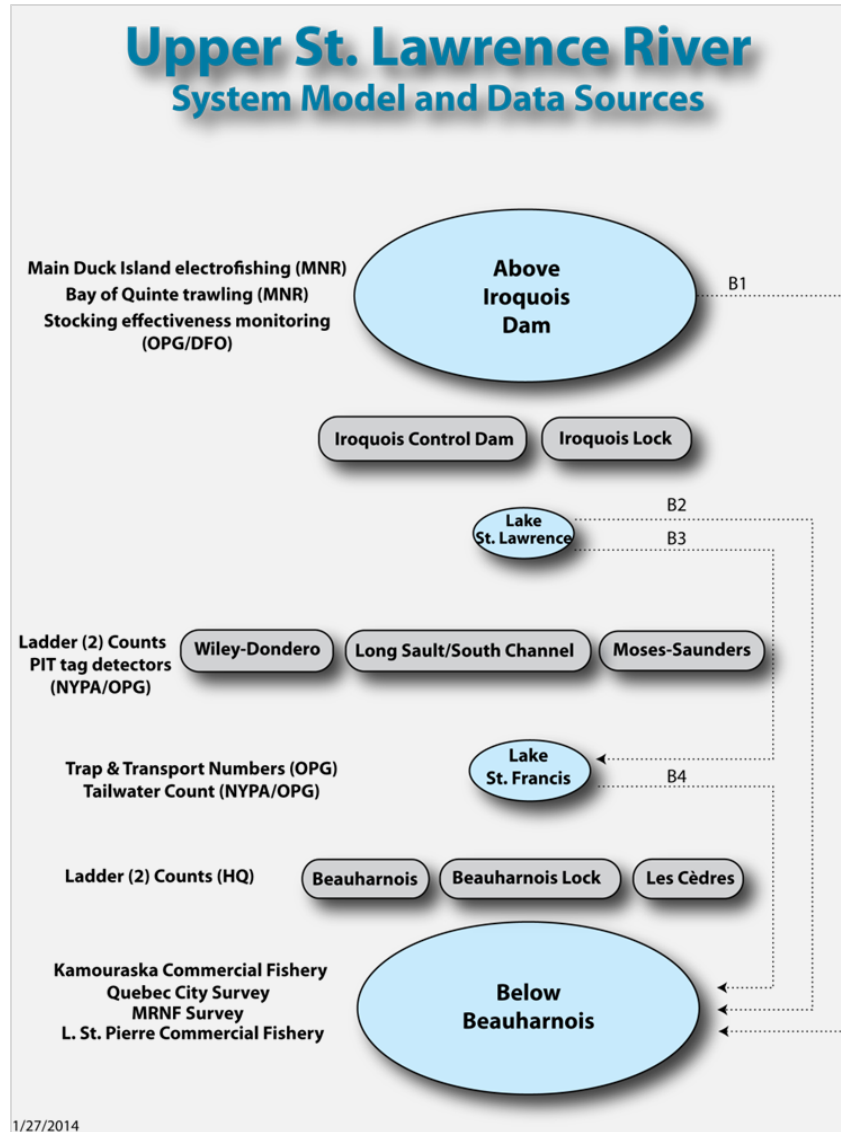 Upper St. Lawrence River
System Model and Data Sources
Main Duck Island electrofishing (MNR)
Bay of Quinte trawling (MNR)
Stocking effectiveness monitoring
(OPG/DFO)
Above
Iroquois
Dam
B1
Iroquois Control Dam
Iroquois Lock
Lake
St. Lawrence
B2
B3
Ladder (2) Counts
PIT tag detectors
(NYPA/OPG)
Wiley-Dondero
Long Sault/South Channel
Moses-Saunders
Trap & Transport Numbers (OPG)
Tailwater Count (NYPA/OPG)
Lake
St. Francis
B4
Ladder (2) Counts (HQ)
Beauharnois
Beauharnois Lock
Les Cèdres
Kamouraska Commercial Fishery
Quebec City Survey
MRNF Survey
L. St. Pierre Commercial Fishery
Below
Beauharnois
1/27/2014